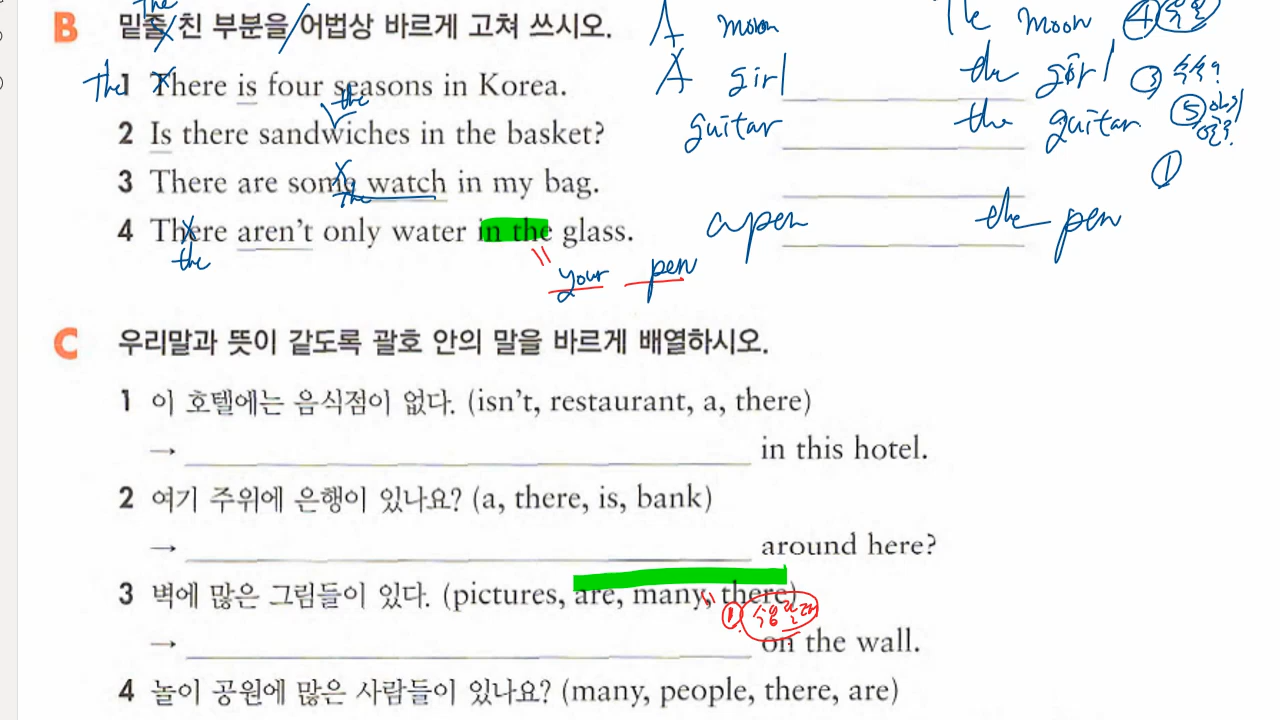 the
B 밑줄 친 부분을 어법상 바르게 고쳐 쓰시오.
A moon
moon ④
the 1 There is four seasons in Korea.
A girl
the girl ③
the
2 Is there sandwiches in the basket?
guitar
the guitar ⑤
3 There are some watch in my bag.
the
①
4 There aren't only water in the glass.
the
a pen
the pen
your pen
C 우리말과 뜻이 같도록 괄호 안의 말을 바르게 배열하시오.
1 이 호텔에는 음식점이 없다. (isn't, restaurant, a, there)
→ in this hotel.
2 여기 주위에 은행이 있나요? (a, there, is, bank)
→ around here?
3 벽에 많은 그림들이 있다. (pictures, are, many, there)
①
→ on the wall.
4 놀이 공원에 많은 사람들이 있나요? (many, people, there, are)